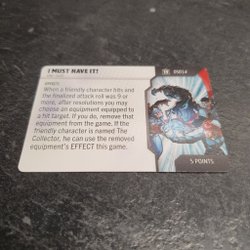 I MUST HAVE IT!
DSG14
EFFECT:
When a friendly character hits and
the finalized attack roll was 9 or
more, after resolutions you may
choose an equipment equipped to
a hit target. If you do, remove that
equipment from the game. If the
friendly character is named The
Collector, he can use the removed
equipment's EFFECT this game.
5 POINTS